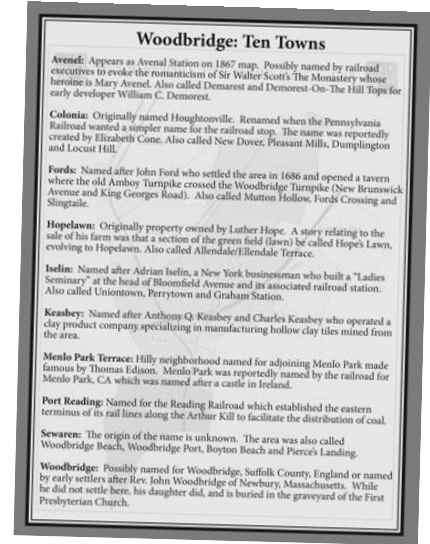 Woodbridge: Ten Towns
Avenel: Appears as Avenal Station on 1867 map. Possibly named by railroad
executives to evoke the romanticism of Sir Walter Scott's The Monastery whose
heroine is Mary Avenel. Also called Demarest and Demorest-On-The Hill Tops for
early developer William C. Demorest.
Colonia: Originally named Houghtonville. Renamed when the Pennsylvania
Railroad wanted a simpler name for the railroad stop. The name was reportedly
created by Elizabeth Cone. Also called New Dover, Pleasant Mills, Dumplington
and Locust Hill.
Fords: Named after John Ford who settled the area in 1686 and opened a tavern
where the old Amboy Turnpike crossed the Woodbridge Turnpike (New Brunswick
Avenue and King Georges Road). Also called Mutton Hollow, Fords Crossing and
Slingtaile.
Hopelawn: Originally property owned by Luther Hope. A story relating to the
sale of his farm was that a section of the green field (lawn) be called Hope's Lawn,
evolving to Hopelawn. Also called Allendale/Ellendale Terrace.
Iselin: Named after Adrian Iselin, a New York businessman who built a "Ladies
Seminary" at the head of Bloomfield Avenue and its associated railroad station.
Also called Uniontown, Perrytown and Graham Station.
Keasbey: Named after Anthony Q. Keasbey and Charles Keasbey who operated a
clay product company specializing in manufacturing hollow clay tiles mined from
the area.
Menlo Park Terrace: Hilly neighborhood named for adjoining Menlo Park made
famous by Thomas Edison. Menlo Park was reportedly named by the railroad for
Menlo Park, CA which was named after a castle in Ireland.
Port Reading: Named for the Reading Railroad which established the eastern
terminus of its rail lines along the Arthur Kill to facilitate the distribution of coal.
Sewaren: The origin of the name is unknown. The area was also called
Woodbridge Beach, Woodbridge Port, Boyton Beach and Pierce's Landing.
Woodbridge: Possibly named for Woodbridge, Suffolk County, England or named
by early settlers after Rev. John Woodbridge of Newbury, Massachusetts. While
he did not settle here, his daughter did, and is buried in the graveyard of the First
Presbyterian Church.